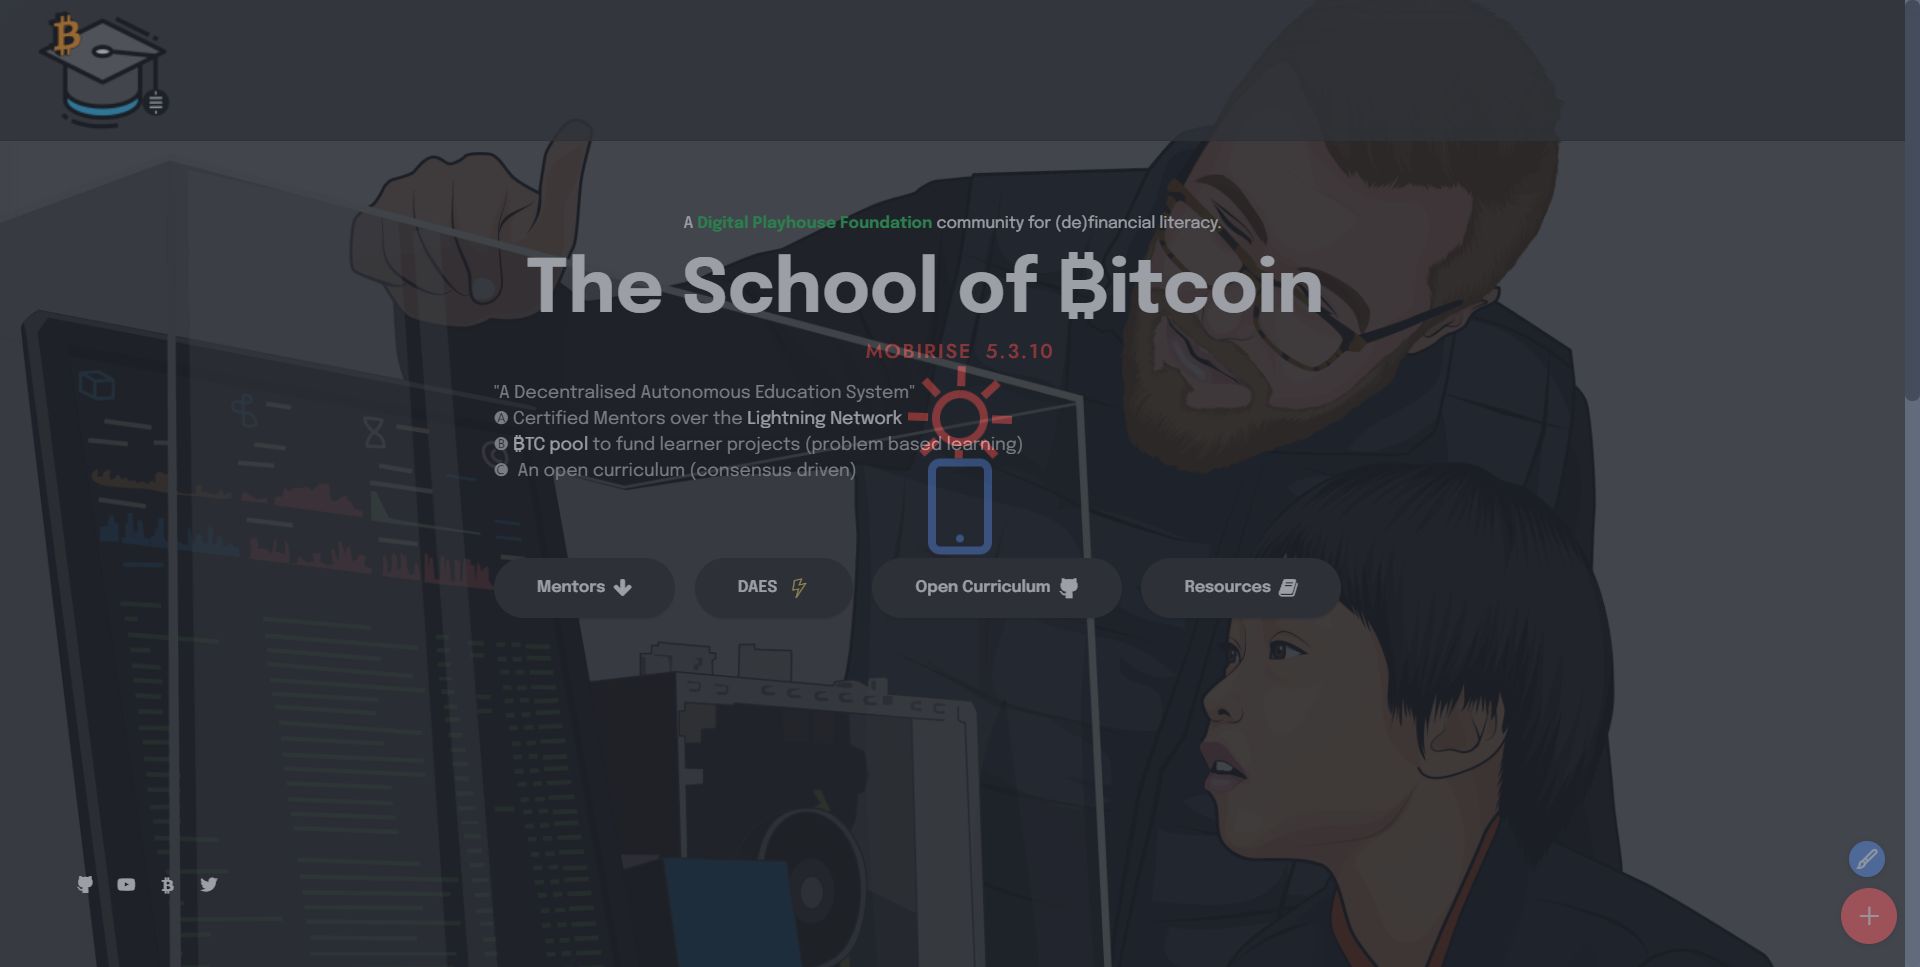 A Digital Playhouse Foundation community for (de)financial literacy.
The School of ₿itcoin
MOBIRISE 5.3.10
"A Decentralised Autonomous Education System"
🅐 Certified Mentors over the Lightning Network
🅑 ₿TC pool to fund learner projects (problem based learning)
🅒 An open curriculum (consensus driven)
Mentors
DAES
Open Curriculum
Resources